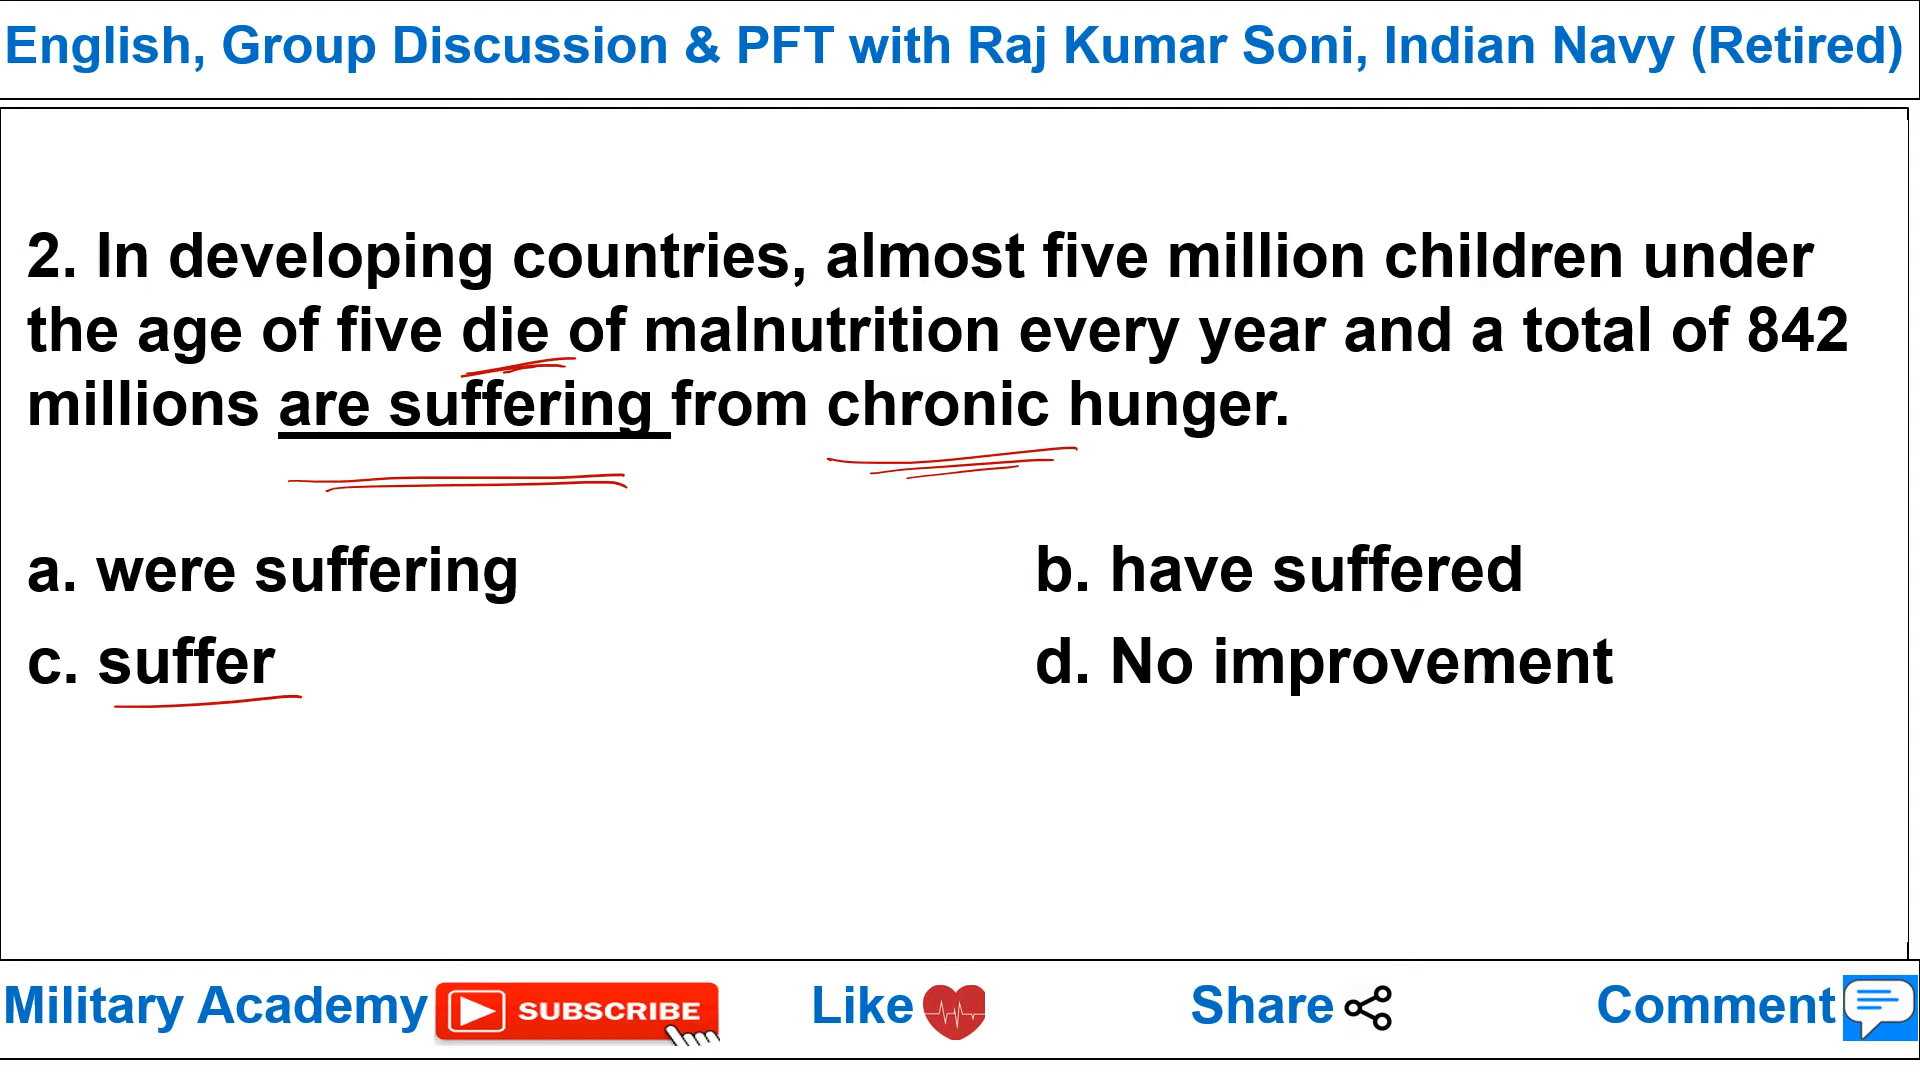 English, Group Discussion & PFT with Raj Kumar Soni, Indian Navy (Retired)
2. In developing countries, almost five million children under
the age of five die of malnutrition every year and a total of 842
millions are suffering from chronic hunger.
a. were suffering
b. have suffered
c. suffer
d. No improvement
Military Academy SUBSCRIBE Like Share Comment